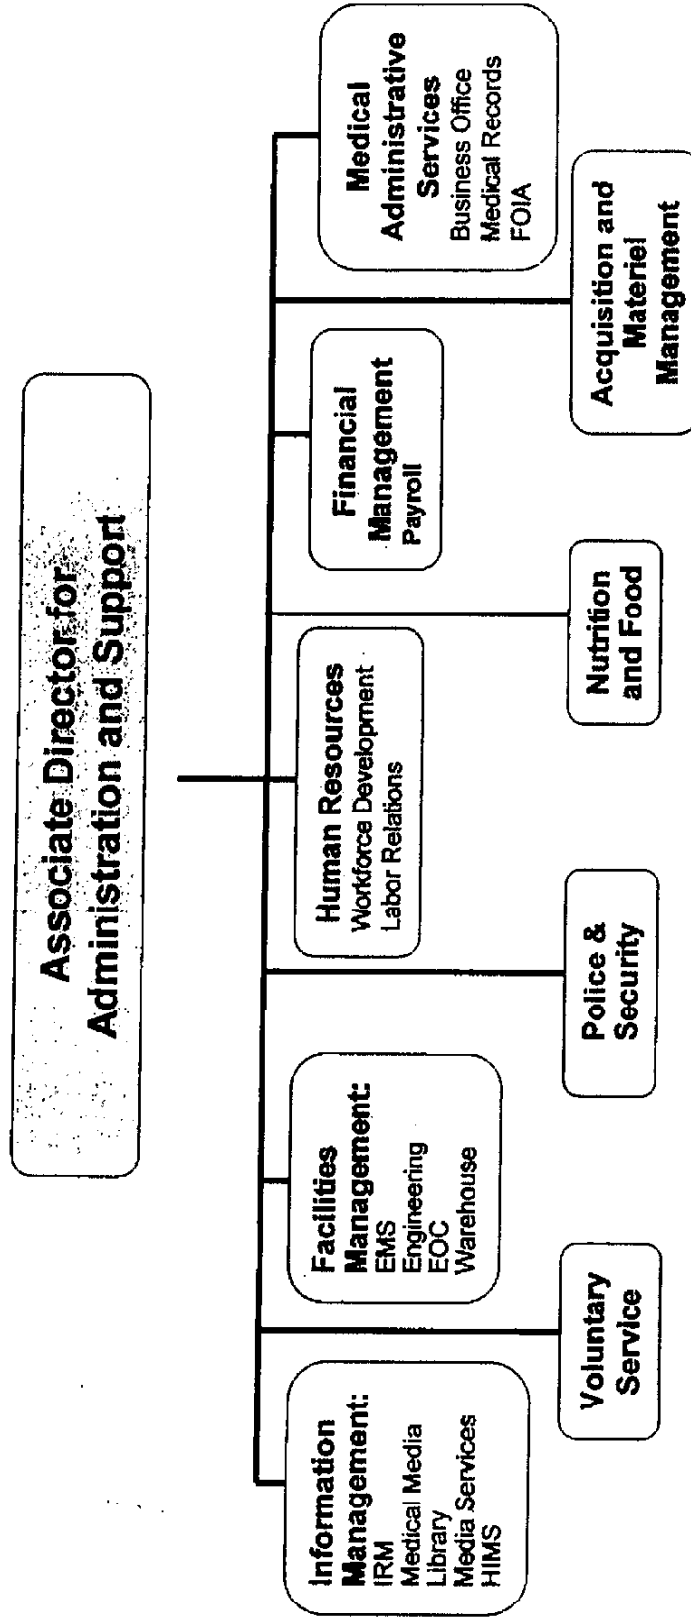 Associate Director for
Administration and Support
Information
Management:
IRM
Medical Media
Library
Media Services
HIMS
Facilities
Management:
EMS
Engineering
EOC
Warehouse
Human Resources
Workforce Development
Labor Relations
Financial
Management
Payroll
Medical
Administrative
Services
Business Office
Medical Records
FOIA
Voluntary
Service
Police &
Security
Nutrition
and Food
Acquisition and
Materiel
Management